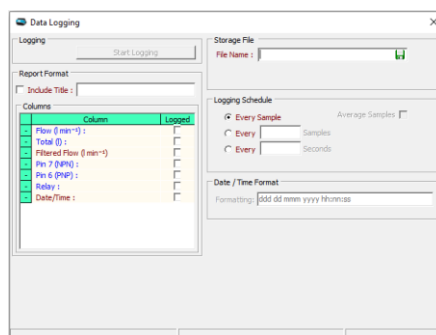 Data Logging
Logging
Start Logging
Report Format
Include Title :
Columns
Column Logged
- Flow (l min⁻¹) :
- Total (l) :
- Filtered Flow (l min⁻¹)
- Pin 7 (NPN) :
- Pin 6 (PNP) :
- Relay :
- Date/Time :
Storage File
File Name :
Logging Schedule
Every Sample Average Samples
Every Samples
Every Seconds
Date / Time Format
Formatting: ddd dd mmm yyyy hh:nn:ss